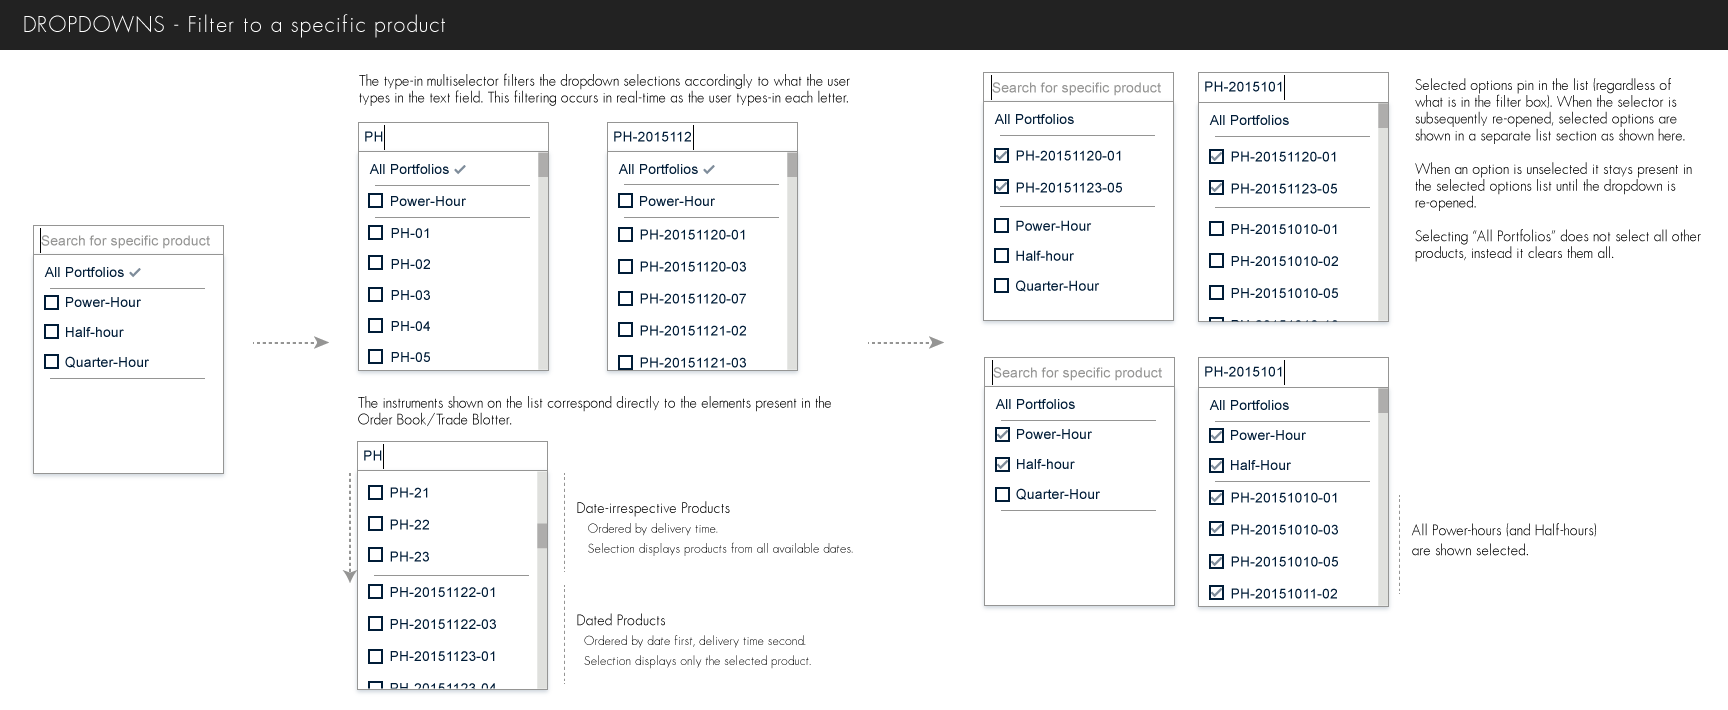 DROPDOWNS - Filter to a specific product
Search for specific product
All Portfolios
Power-Hour
Half-hour
Quarter-Hour
The type-in multiselector filters the dropdown selections accordingly to what the user
types in the text field. This filtering occurs in real-time as the user types-in each letter.
PH
All Portfolios
Power-Hour
PH-01
PH-02
PH-03
PH-04
PH-05
PH-2015112
All Portfolios
Power-Hour
PH-20151120-01
PH-20151120-03
PH-20151120-07
PH-20151121-02
PH-20151121-03
The instruments shown on the list correspond directly to the elements present in the
Order Book/Trade Blotter.
PH
PH-21
PH-22
PH-23
PH-20151122-01
PH-20151122-03
PH-20151123-01
PH-20151123-04
Date-irrespective Products
Ordered by delivery time.
Selection displays products from all available dates.
Dated Products
Ordered by date first, delivery time second.
Selection displays only the selected product.
Search for specific product
All Portfolios
PH-20151120-01
PH-20151123-05
Power-Hour
Half-hour
Quarter-Hour
PH-2015101
All Portfolios
PH-20151120-01
PH-20151123-05
PH-20151010-01
PH-20151010-02
PH-20151010-05
Selected options pin in the list (regardless of
what is in the filter box). When the selector is
subsequently re-opened, selected options are
shown in a separate list section as shown here.
When an option is unselected it stays present in
the selected options list until the dropdown is
re-opened.
Selecting "All Portfolios" does not select all other
products, instead it clears them all.
Search for specific product
All Portfolios
Power-Hour
Half-hour
Quarter-Hour
PH-2015101
All Portfolios
Power-Hour
Half-Hour
PH-20151010-01
PH-20151010-03
PH-20151010-05
PH-20151011-02
All Power-hours (and Half-hours)
are shown selected.